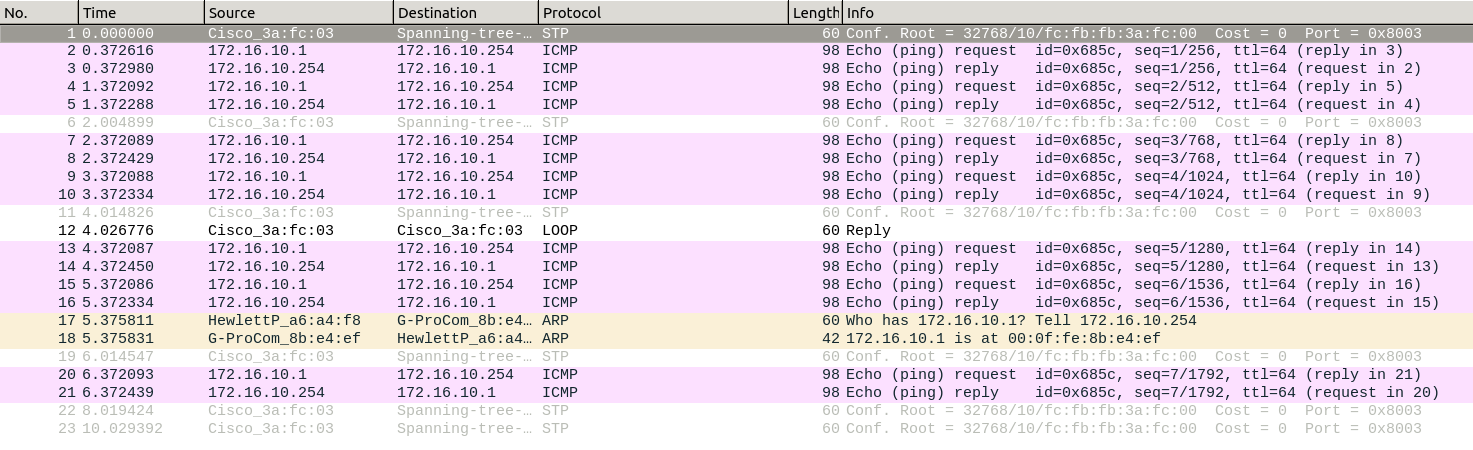 No. Time Source Destination Protocol Length Info
1 0.000000 Cisco_3a:fc:03 Spanning-tree-… STP 60 Conf. Root = 32768/10/fc:fb:fb:3a:fc:00 Cost = 0 Port = 0x8003
2 0.372616 172.16.10.1 172.16.10.254 ICMP 98 Echo (ping) request id=0x685c, seq=1/256, ttl=64 (reply in 3)
3 0.372980 172.16.10.254 172.16.10.1 ICMP 98 Echo (ping) reply id=0x685c, seq=1/256, ttl=64 (request in 2)
4 1.372092 172.16.10.1 172.16.10.254 ICMP 98 Echo (ping) request id=0x685c, seq=2/512, ttl=64 (reply in 5)
5 1.372288 172.16.10.254 172.16.10.1 ICMP 98 Echo (ping) reply id=0x685c, seq=2/512, ttl=64 (request in 4)
6 2.004899 Cisco_3a:fc:03 Spanning-tree-… STP 60 Conf. Root = 32768/10/fc:fb:fb:3a:fc:00 Cost = 0 Port = 0x8003
7 2.372089 172.16.10.1 172.16.10.254 ICMP 98 Echo (ping) request id=0x685c, seq=3/768, ttl=64 (reply in 8)
8 2.372429 172.16.10.254 172.16.10.1 ICMP 98 Echo (ping) reply id=0x685c, seq=3/768, ttl=64 (request in 7)
9 3.372088 172.16.10.1 172.16.10.254 ICMP 98 Echo (ping) request id=0x685c, seq=4/1024, ttl=64 (reply in 10)
10 3.372334 172.16.10.254 172.16.10.1 ICMP 98 Echo (ping) reply id=0x685c, seq=4/1024, ttl=64 (request in 9)
11 4.014826 Cisco_3a:fc:03 Spanning-tree-… STP 60 Conf. Root = 32768/10/fc:fb:fb:3a:fc:00 Cost = 0 Port = 0x8003
12 4.026776 Cisco_3a:fc:03 Cisco_3a:fc:03 LOOP 60 Reply
13 4.372087 172.16.10.1 172.16.10.254 ICMP 98 Echo (ping) request id=0x685c, seq=5/1280, ttl=64 (reply in 14)
14 4.372450 172.16.10.254 172.16.10.1 ICMP 98 Echo (ping) reply id=0x685c, seq=5/1280, ttl=64 (request in 13)
15 5.372086 172.16.10.1 172.16.10.254 ICMP 98 Echo (ping) request id=0x685c, seq=6/1536, ttl=64 (reply in 16)
16 5.372334 172.16.10.254 172.16.10.1 ICMP 98 Echo (ping) reply id=0x685c, seq=6/1536, ttl=64 (request in 15)
17 5.375811 HewlettP_a6:a4:f8 G-ProCom_8b:e4… ARP 60 Who has 172.16.10.1? Tell 172.16.10.254
18 5.375831 G-ProCom_8b:e4:ef HewlettP_a6:a4… ARP 42 172.16.10.1 is at 00:0f:fe:8b:e4:ef
19 6.014547 Cisco_3a:fc:03 Spanning-tree-… STP 60 Conf. Root = 32768/10/fc:fb:fb:3a:fc:00 Cost = 0 Port = 0x8003
20 6.372093 172.16.10.1 172.16.10.254 ICMP 98 Echo (ping) request id=0x685c, seq=7/1792, ttl=64 (reply in 21)
21 6.372439 172.16.10.254 172.16.10.1 ICMP 98 Echo (ping) reply id=0x685c, seq=7/1792, ttl=64 (request in 20)
22 8.019424 Cisco_3a:fc:03 Spanning-tree-… STP 60 Conf. Root = 32768/10/fc:fb:fb:3a:fc:00 Cost = 0 Port = 0x8003
23 10.029392 Cisco_3a:fc:03 Spanning-tree-… STP 60 Conf. Root = 32768/10/fc:fb:fb:3a:fc:00 Cost = 0 Port = 0x8003